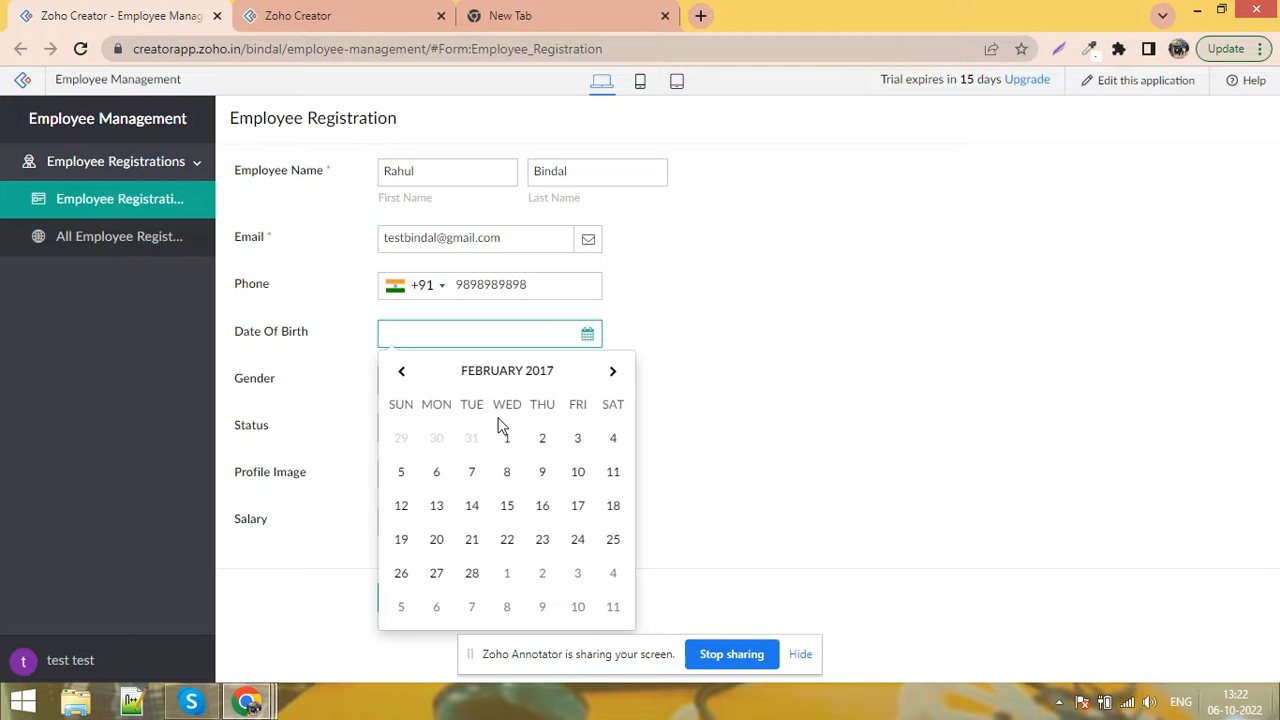 Zoho Creator - Employee Manag
Zoho Creator
New Tab
creatorapp.zoho.in/bindal/employee-management/#Form:Employee_Registration
Update
Employee Management
Trial expires in 15 days Upgrade
Edit this application
Help
Employee Management
Employee Registrations
Employee Registrati...
All Employee Regist...
test test
Employee Registration
Employee Name *
Rahul
Bindal
First Name
Last Name
Email *
testbindal@gmail.com
Phone
+91
9898989898
Date Of Birth
Gender
Status
Profile Image
Salary
FEBRUARY 2017
SUN MON TUE WED THU FRI SAT
29 30 31 1 2 3 4
5 6 7 8 9 10 11
12 13 14 15 16 17 18
19 20 21 22 23 24 25
26 27 28 1 2 3 4
5 6 7 8 9 10 11
Zoho Annotator is sharing your screen.
Stop sharing
Hide
ENG
13:22
06-10-2022